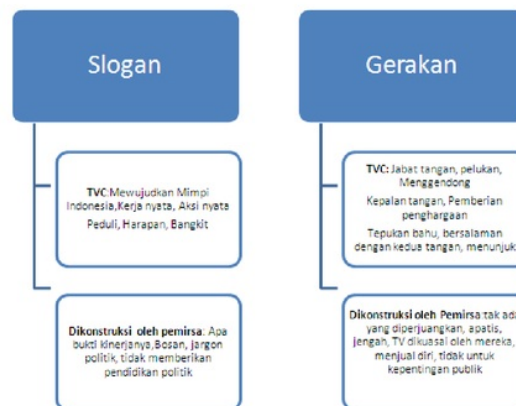 Slogan
TVC:Mewujudkan Mimpi
Indonesia,Kerja nyata, Aksi nyata
Peduli, Harapan, Bangkit
Dikonstruksi oleh pemirsa: Apa
bukti kinerjanya,Bosan, jargon
politik, tidak memberikan
pendidikan politik
Gerakan
TVC: Jabat tangan, pelukan,
Menggendong
Kepalan tangan, Pemberian
penghargaan
Tepukan bahu, bersalaman
dengan kedua tangan, menunjuk
Dikonstruksi oleh Pemirsa:tak ada
yang diperjuangkan, apatis,
jengah, TV dikuasai oleh mereka,
menjual diri, tidak untuk
kepentingan publik